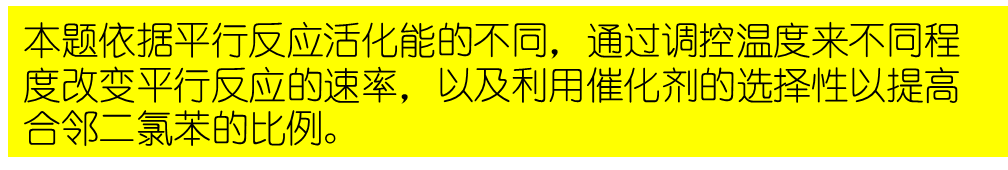 本题依据平行反应活化能的不同，通过调控温度来不同程
度改变平行反应的速率，以及利用催化剂的选择性以提高
合邻二氯苯的比例。